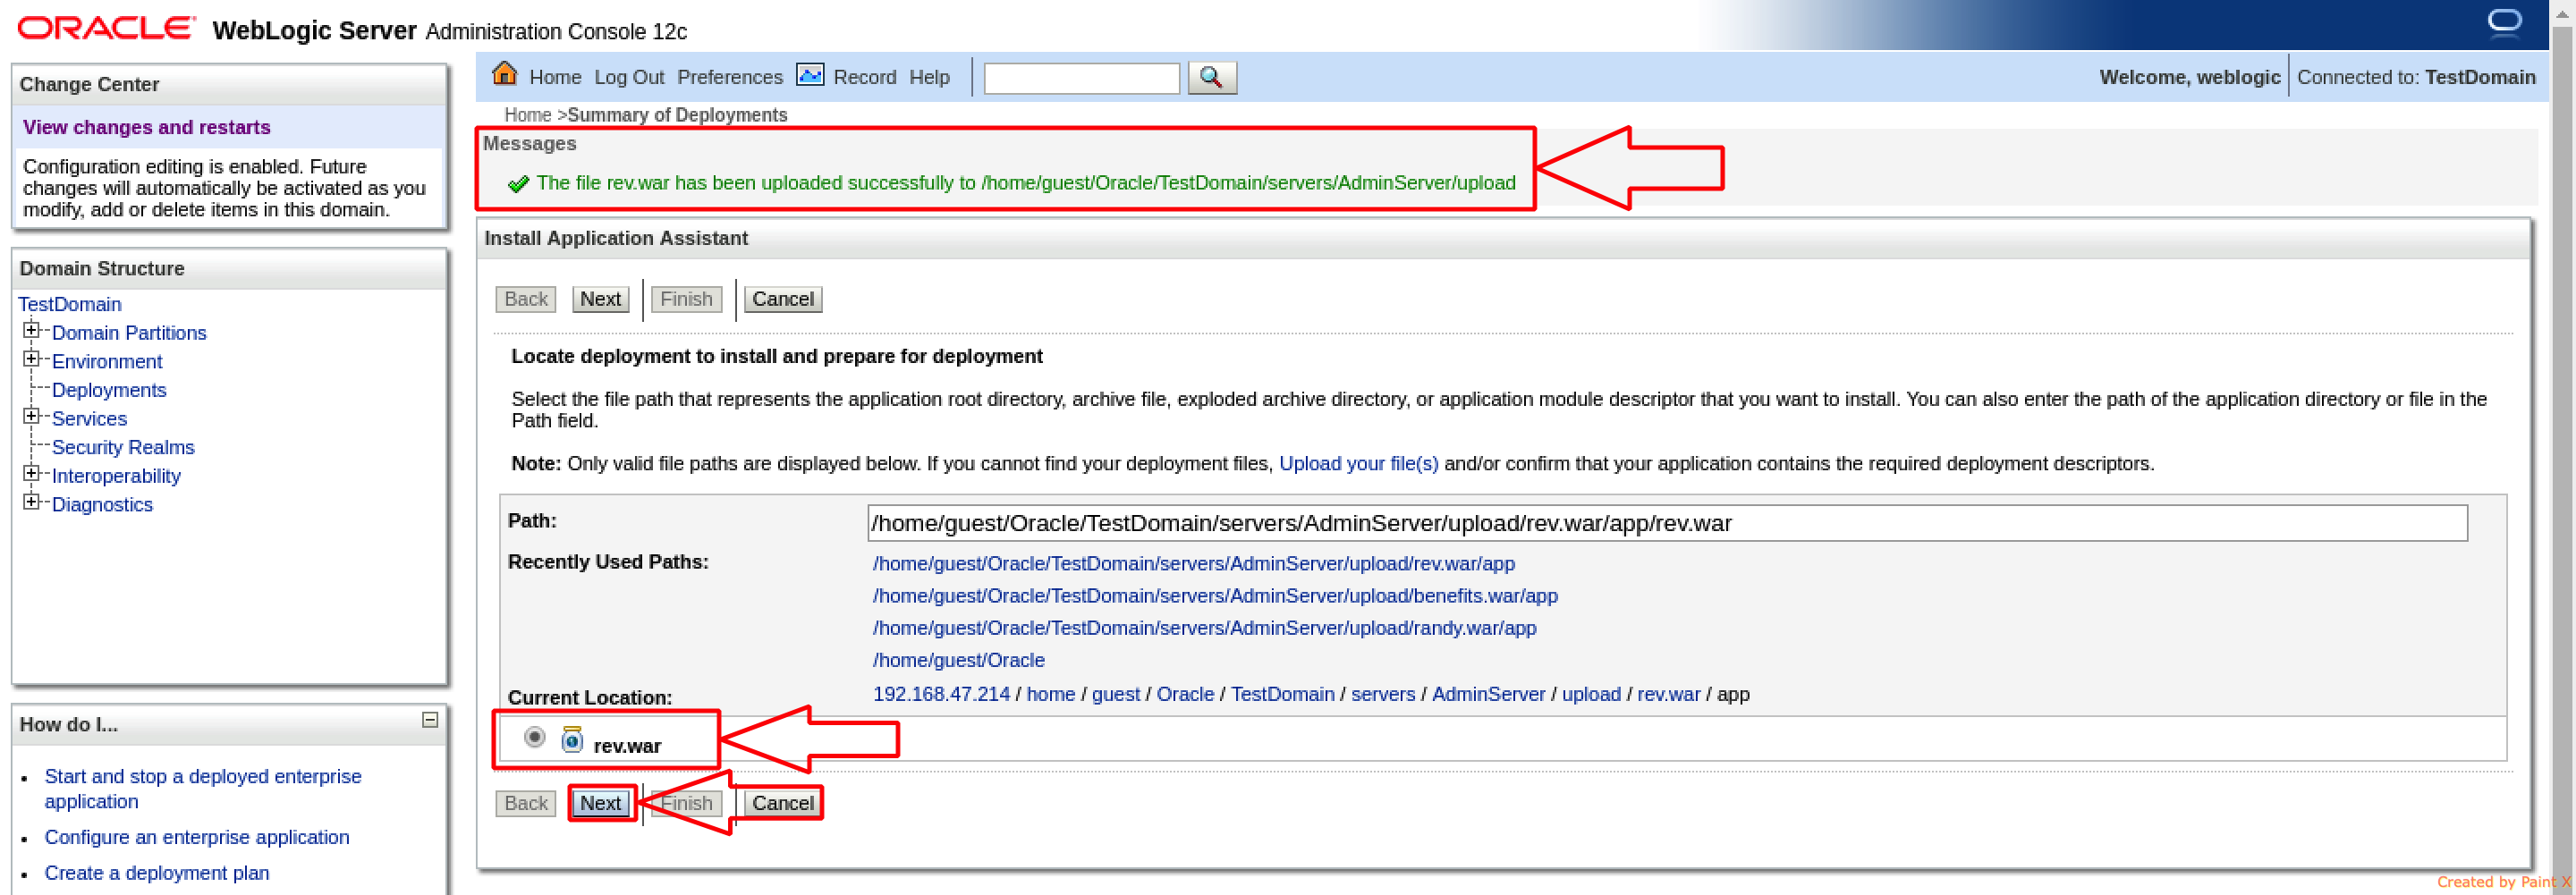 ORACLE WebLogic Server Administration Console 12c
Change Center
View changes and restarts
Configuration editing is enabled. Future
changes will automatically be activated as you
modify, add or delete items in this domain.
Domain Structure
TestDomain
Domain Partitions
Environment
Deployments
Services
Security Realms
Interoperability
Diagnostics
How do I...
Start and stop a deployed enterprise
application
Configure an enterprise application
Create a deployment plan
Home Log Out Preferences Record Help
Welcome, weblogic Connected to: TestDomain
Home >Summary of Deployments
Messages
The file rev.war has been uploaded successfully to /home/guest/Oracle/TestDomain/servers/AdminServer/upload
Install Application Assistant
Back Next Finish Cancel
Locate deployment to install and prepare for deployment
Select the file path that represents the application root directory, archive file, exploded archive directory, or application module descriptor that you want to install. You can also enter the path of the application directory or file in the
Path field.
Note: Only valid file paths are displayed below. If you cannot find your deployment files, Upload your file(s) and/or confirm that your application contains the required deployment descriptors.
Path: /home/guest/Oracle/TestDomain/servers/AdminServer/upload/rev.war/app/rev.war
Recently Used Paths: /home/guest/Oracle/TestDomain/servers/AdminServer/upload/rev.war/app
/home/guest/Oracle/TestDomain/servers/AdminServer/upload/benefits.war/app
/home/guest/Oracle/TestDomain/servers/AdminServer/upload/randy.war/app
/home/guest/Oracle
Current Location: 192.168.47.214 / home / guest / Oracle / TestDomain / servers / AdminServer / upload / rev.war / app
rev.war
Back Next Finish Cancel
Created by Paint X